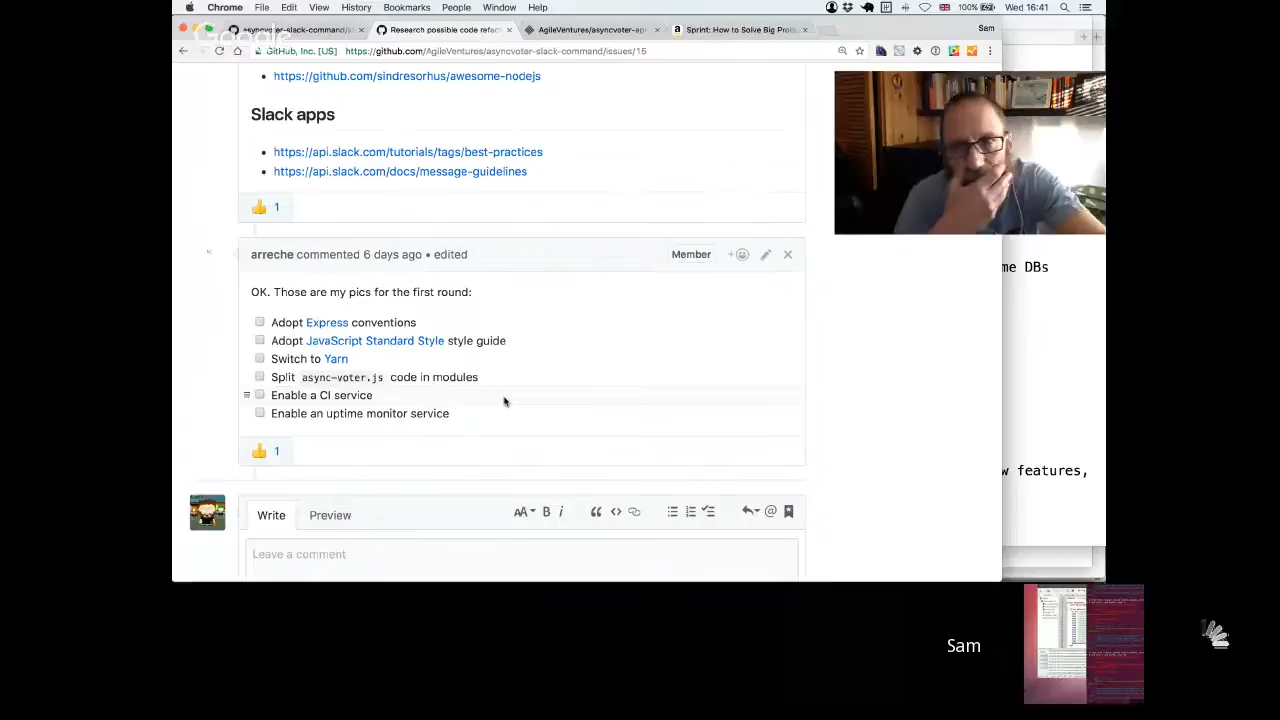 Chrome File Edit View History Bookmarks People Window Help 100% Wed 16:41
asyncvoter-slack-command/a Research possible code refac AgileVentures/asyncvoter-ap Sprint: How to Solve Big Prob Sam
GitHub, Inc. [US] https://github.com/AgileVentures/asyncvoter-slack-command/issues/15
https://github.com/sindresorhus/awesome-nodejs
Slack apps
https://api.slack.com/tutorials/tags/best-practices
https://api.slack.com/docs/message-guidelines
👍 1
arreche commented 6 days ago • edited Member
me DBs
OK. Those are my pics for the first round:
Adopt Express conventions
Adopt JavaScript Standard Style style guide
Switch to Yarn
Split async-voter.js code in modules
Enable a CI service
Enable an uptime monitor service
👍 1
w features,
Write Preview
Leave a comment
Sam